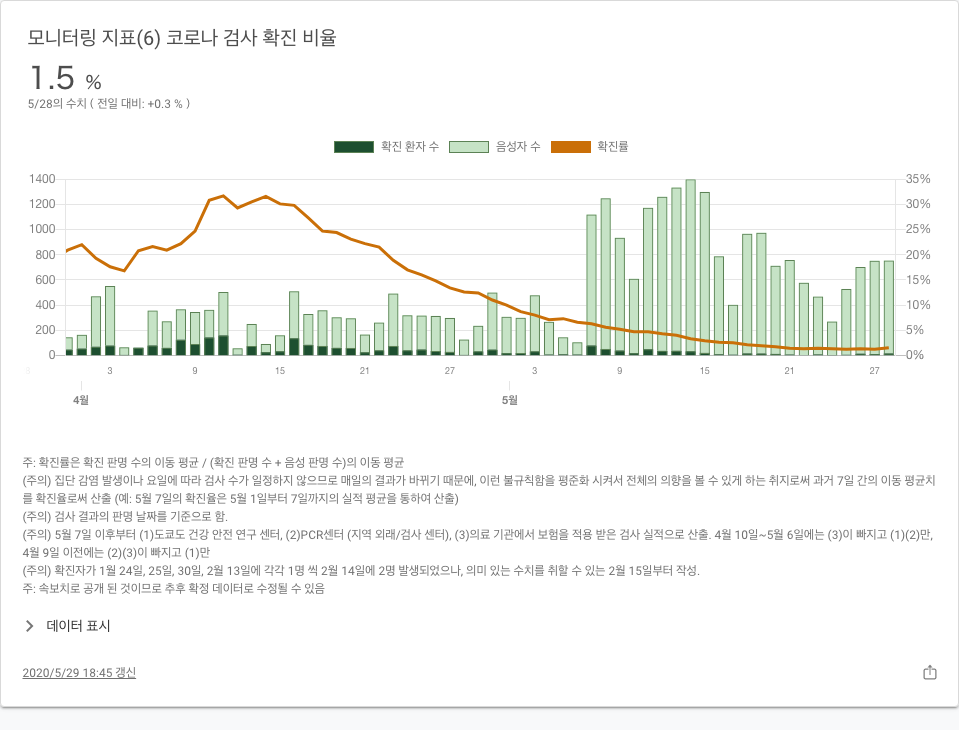 모니터링 지표(6) 코로나 검사 확진 비율
1.5 %
5/28의 수치 ( 전일 대비: +0.3 % )
확진 환자 수 음성자 수 확진률
1400 35%
1200 30%
1000 25%
800 20%
600 15%
400 10%
200 5%
0 0%
3 9 15 21 27 3 9 15 21 27
4월 5월
주: 확진률은 확진 판명 수의 이동 평균 / (확진 판명 수 + 음성 판명 수)의 이동 평균
(주의) 집단 감염 발생이나 요일에 따라 검사 수가 일정하지 않으므로 매일의 결과가 바뀌기 때문에, 이런 불규칙함을 평준화 시켜서 전체의 의향을 볼 수 있게 하는 취지로써 과거 7일 간의 이동 평균치
를 확진율로써 산출 (예: 5월 7일의 확진율은 5월 1일부터 7일까지의 실적 평균을 통하여 산출)
(주의) 검사 결과의 판명 날짜를 기준으로 함.
(주의) 5월 7일 이후부터 (1)도쿄도 건강 안전 연구 센터, (2)PCR센터 (지역 외래/검사 센터), (3)의료 기관에서 보험을 적용 받은 검사 실적으로 산출. 4월 10일~5월 6일에는 (3)이 빠지고 (1)(2)만,
4월 9일 이전에는 (2)(3)이 빠지고 (1)만
(주의) 확진자가 1월 24일, 25일, 30일, 2월 13일에 각각 1명 씩 2월 14일에 2명 발생되었으나, 의미 있는 수치를 취할 수 있는 2월 15일부터 작성.
주: 속보치로 공개 된 것이므로 추후 확정 데이터로 수정될 수 있음
데이터 표시
2020/5/29 18:45 갱신